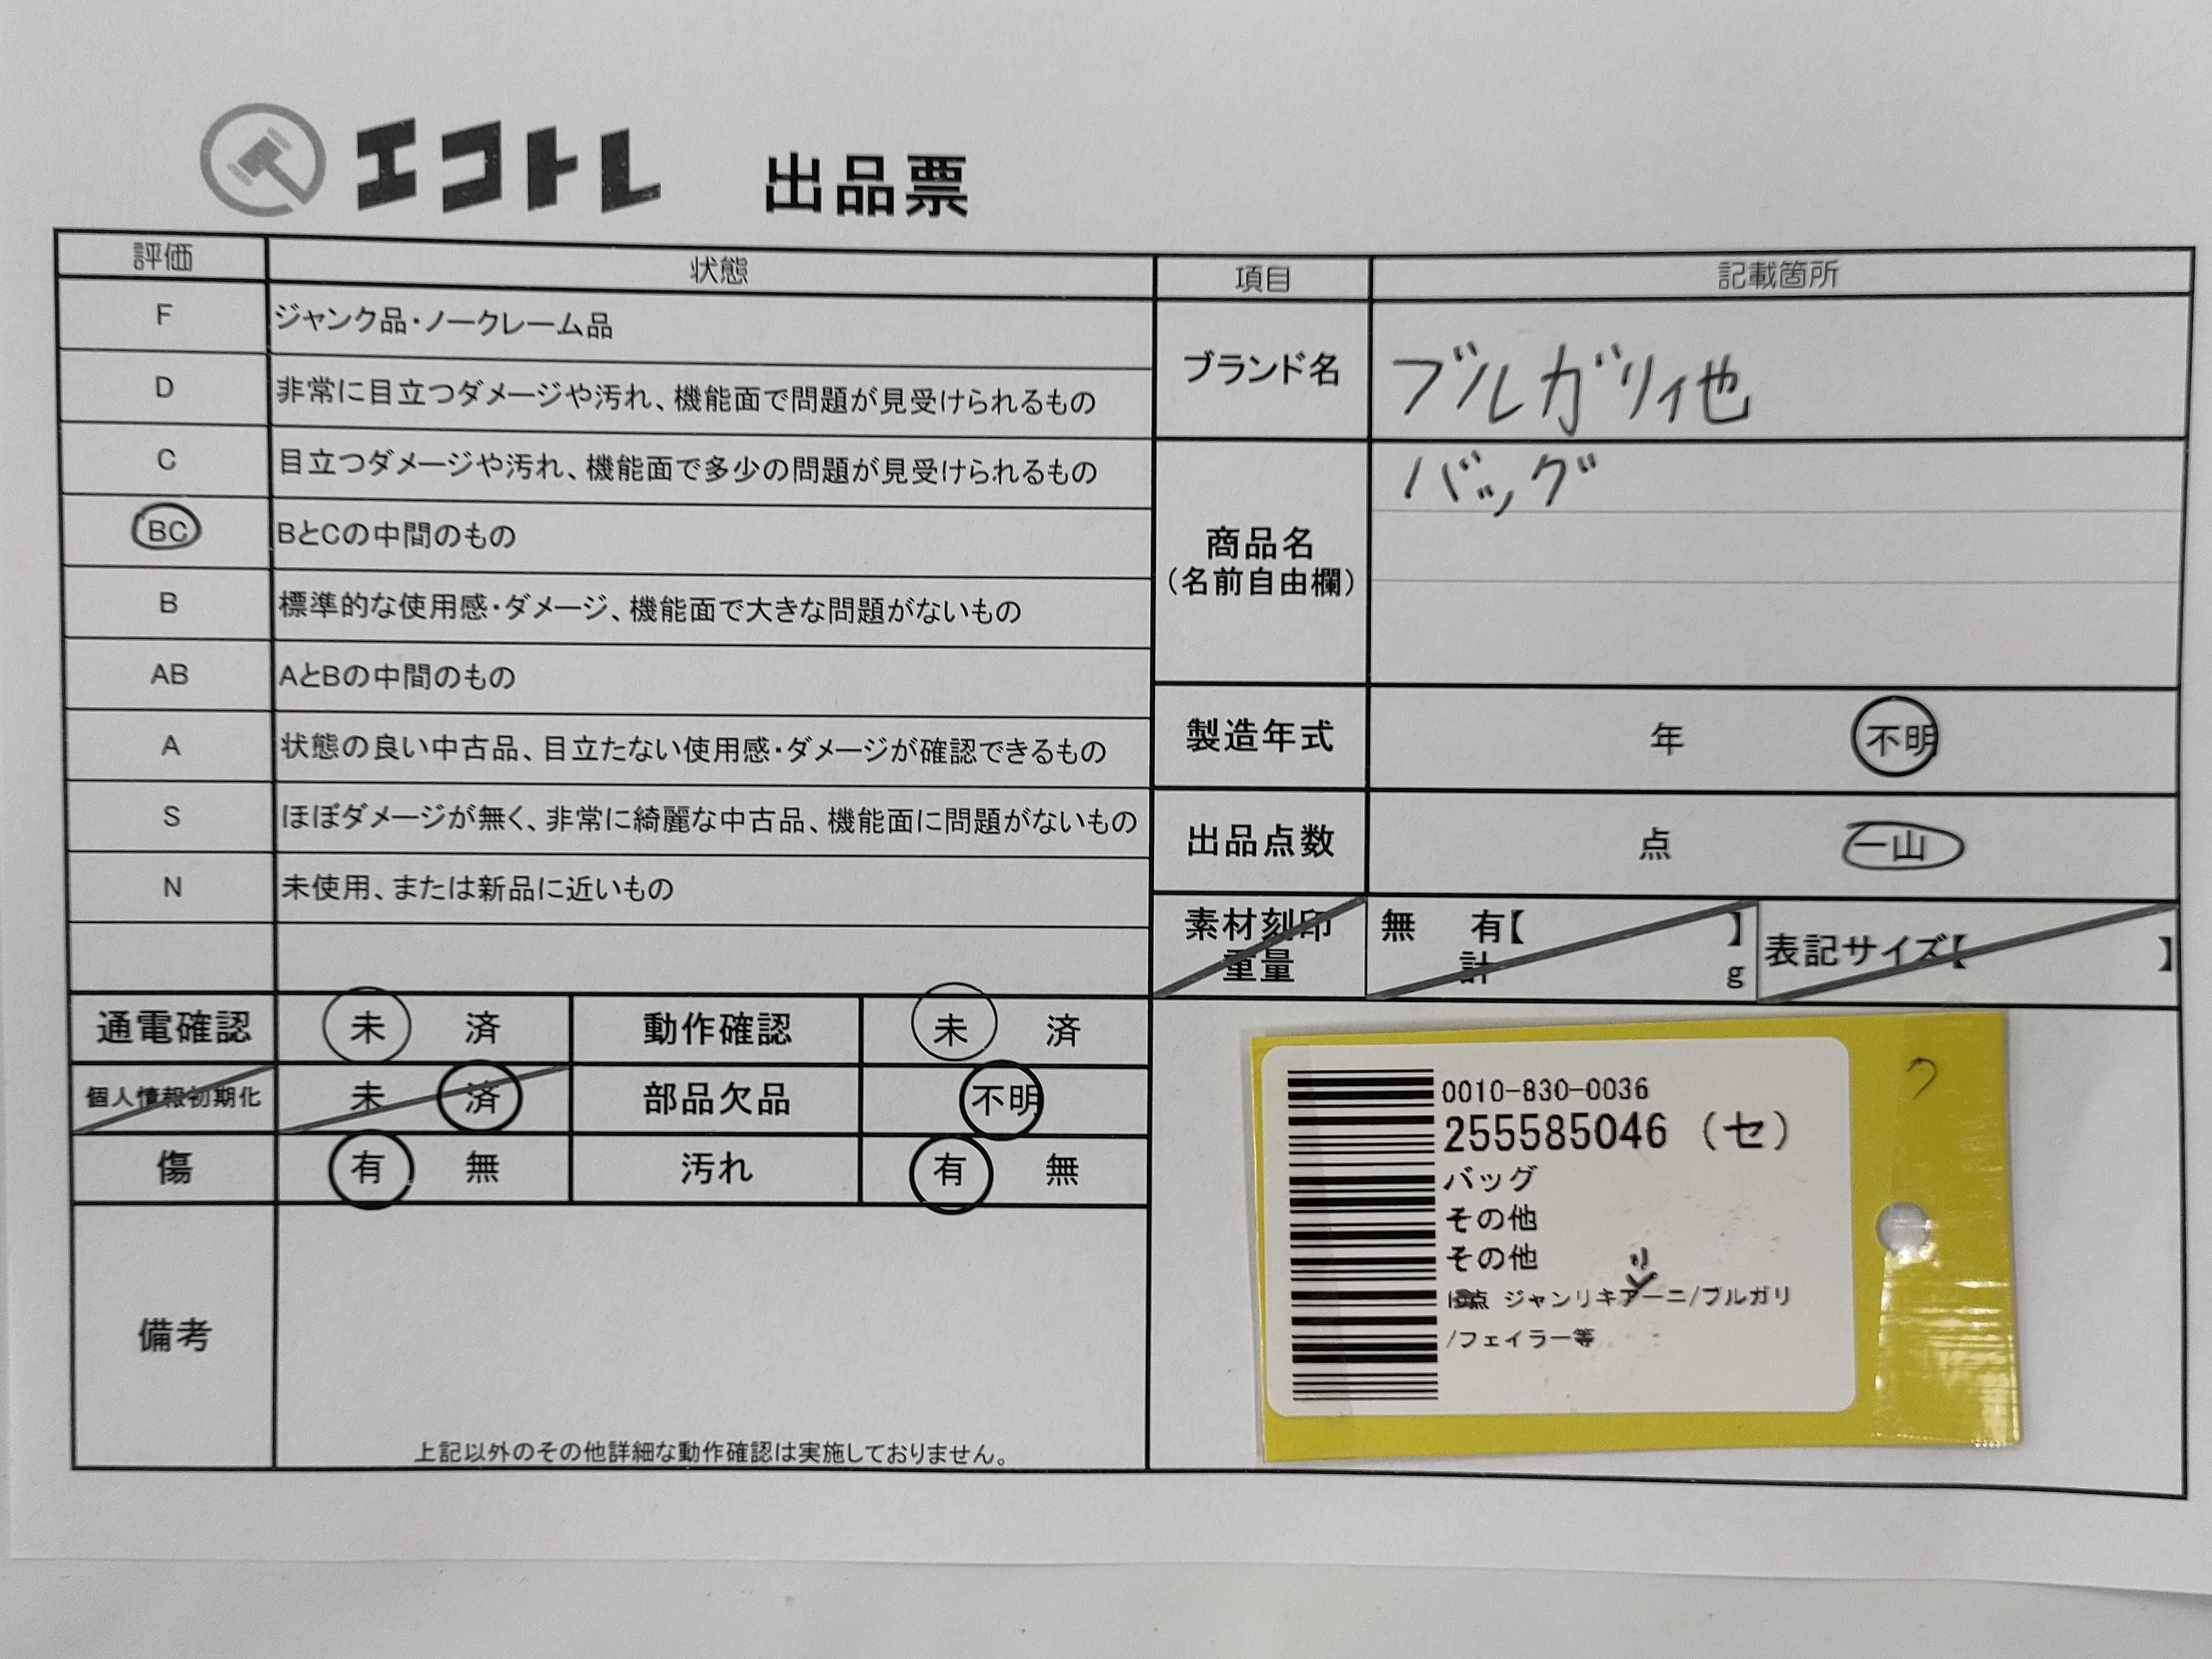 エコトレ 出品票
評価 状態 項目 記載箇所
F ジャンク品・ノークレーム品
D 非常に目立つダメージや汚れ、機能面で問題が見受けられるもの
ブランド名 ブルガリ 他
C 目立つダメージや汚れ、機能面で多少の問題が見受けられるもの
BC BとCの中間のもの
B 標準的な使用感・ダメージ、機能面で大きな問題がないもの
商品名
(名前自由欄)
バッグ
AB AとBの中間のもの
A 状態の良い中古品、目立たない使用感・ダメージが確認できるもの
製造年式 年 不明
S ほぼダメージが無く、非常に綺麗な中古品、機能面に問題がないもの
出品点数 点 一山
N 未使用、または新品に近いもの
素材刻印 無 有【 】 表記サイズ【 】
重量 計 g
通電確認 未 済 動作確認 未 済
個人情報初期化 未 済 部品欠品 不明
傷 有 無 汚れ 有 無
備考
上記以外のその他詳細な動作確認は実施しておりません。
0010-830-0036
255585046 (セ)
バッグ
その他
その他
点 ジャンリキアーニ/ブルガリ
/フェイラー等